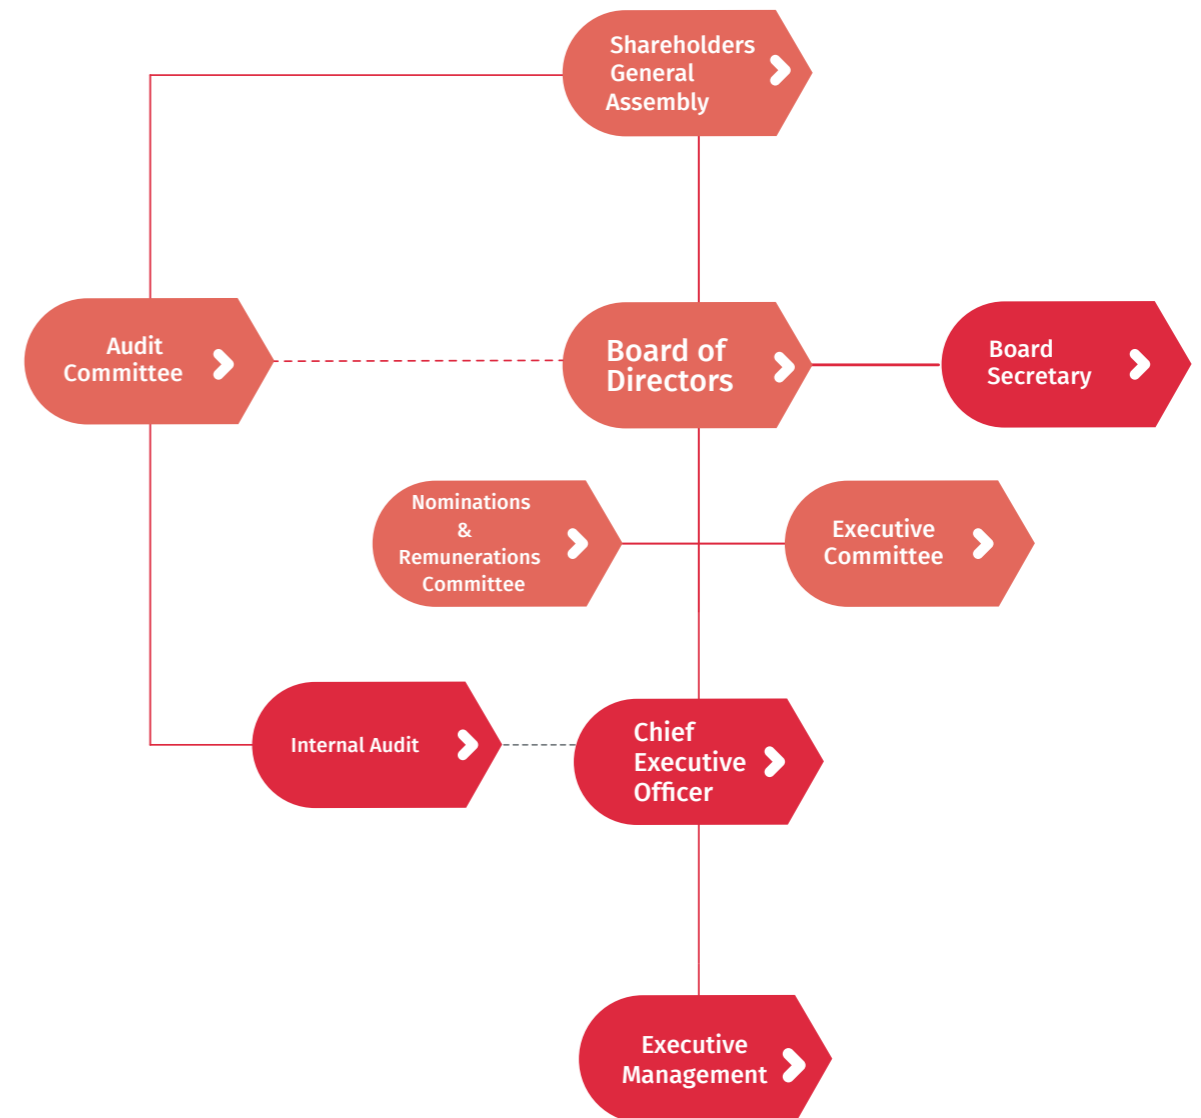 Shareholders
General
Assembly
Audit
Committee
Board of
Directors
Board
Secretary
Nominations
&
Remunerations
Committee
Executive
Committee
Internal Audit
Chief
Executive
Officer
Executive
Management